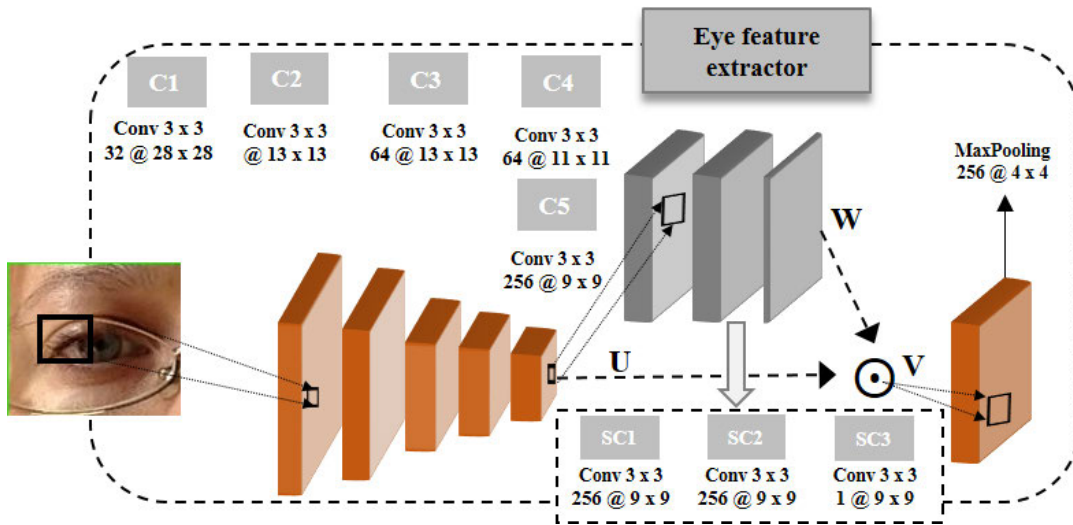 Eye feature
extractor
C1
Conv 3 x 3
32 @ 28 x 28
C2
Conv 3 x 3
@ 13 x 13
C3
Conv 3 x 3
64 @ 13 x 13
C4
Conv 3 x 3
64 @ 11 x 11
C5
Conv 3 x 3
256 @ 9 x 9
MaxPooling
256 @ 4 x 4
W
U
V
SC1
Conv 3 x 3
256 @ 9 x 9
SC2
Conv 3 x 3
256 @ 9 x 9
SC3
Conv 3 x 3
1 @ 9 x 9